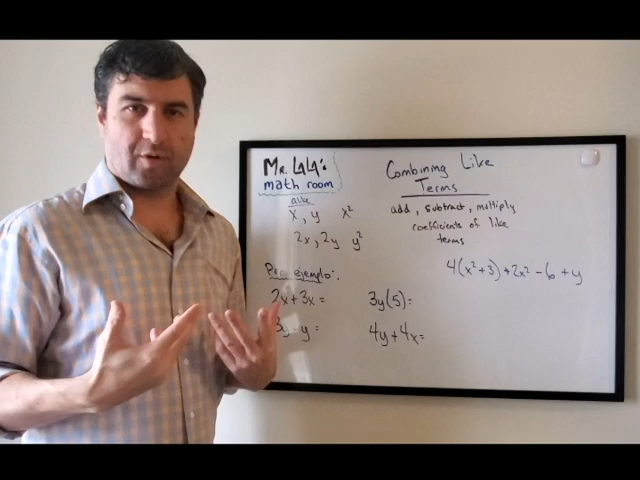 Mr. LALA's
math room
alike
x, y x²
2x, 2y y²
Por ejemplo:
2x+3x=
3y - y =
3y(5)=
4y+4x=
Combining Like
Terms
add, subtract, multiply
coefficients of like
terms
4(x²+3)+2x²-6+y